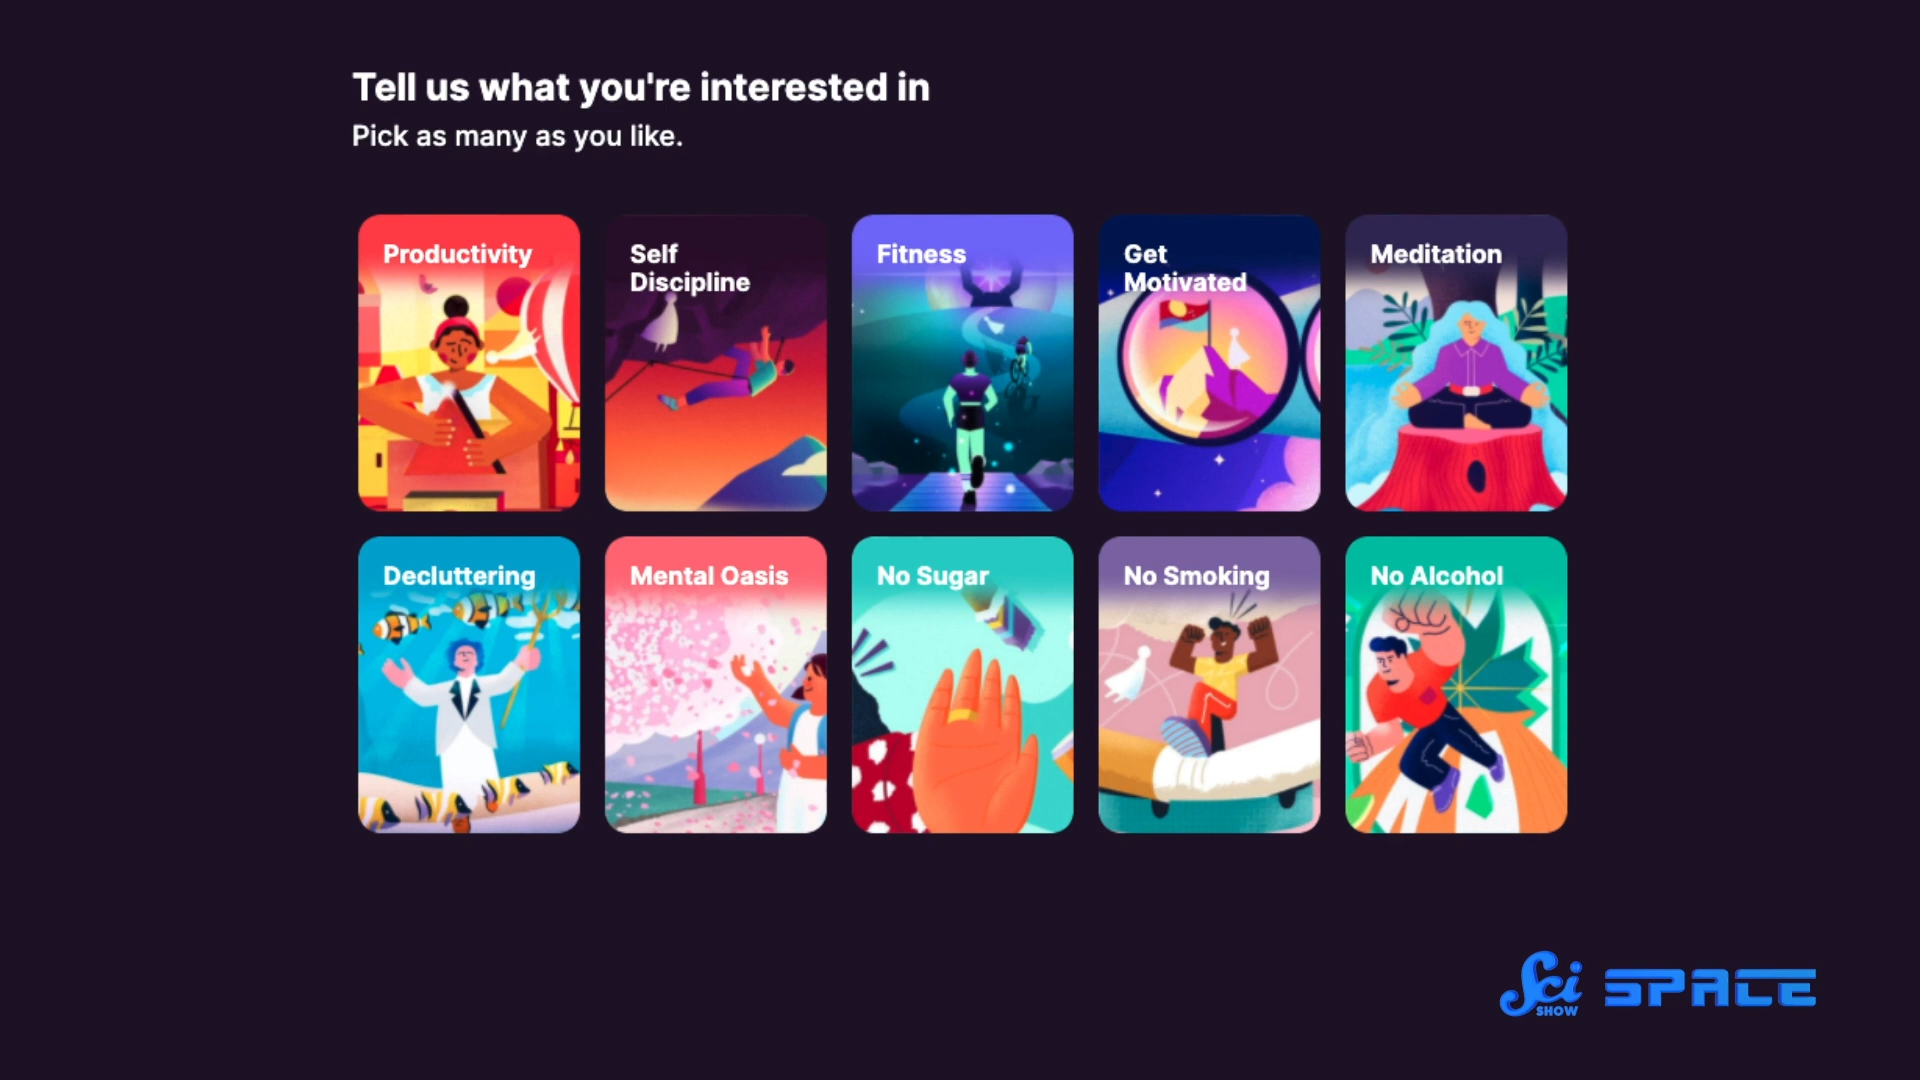 Tell us what you're interested in
Pick as many as you like.
Productivity
Self
Discipline
Fitness
Get
Motivated
Meditation
Decluttering
Mental Oasis
No Sugar
No Smoking
No Alcohol
Sci
SHOW
SPACE